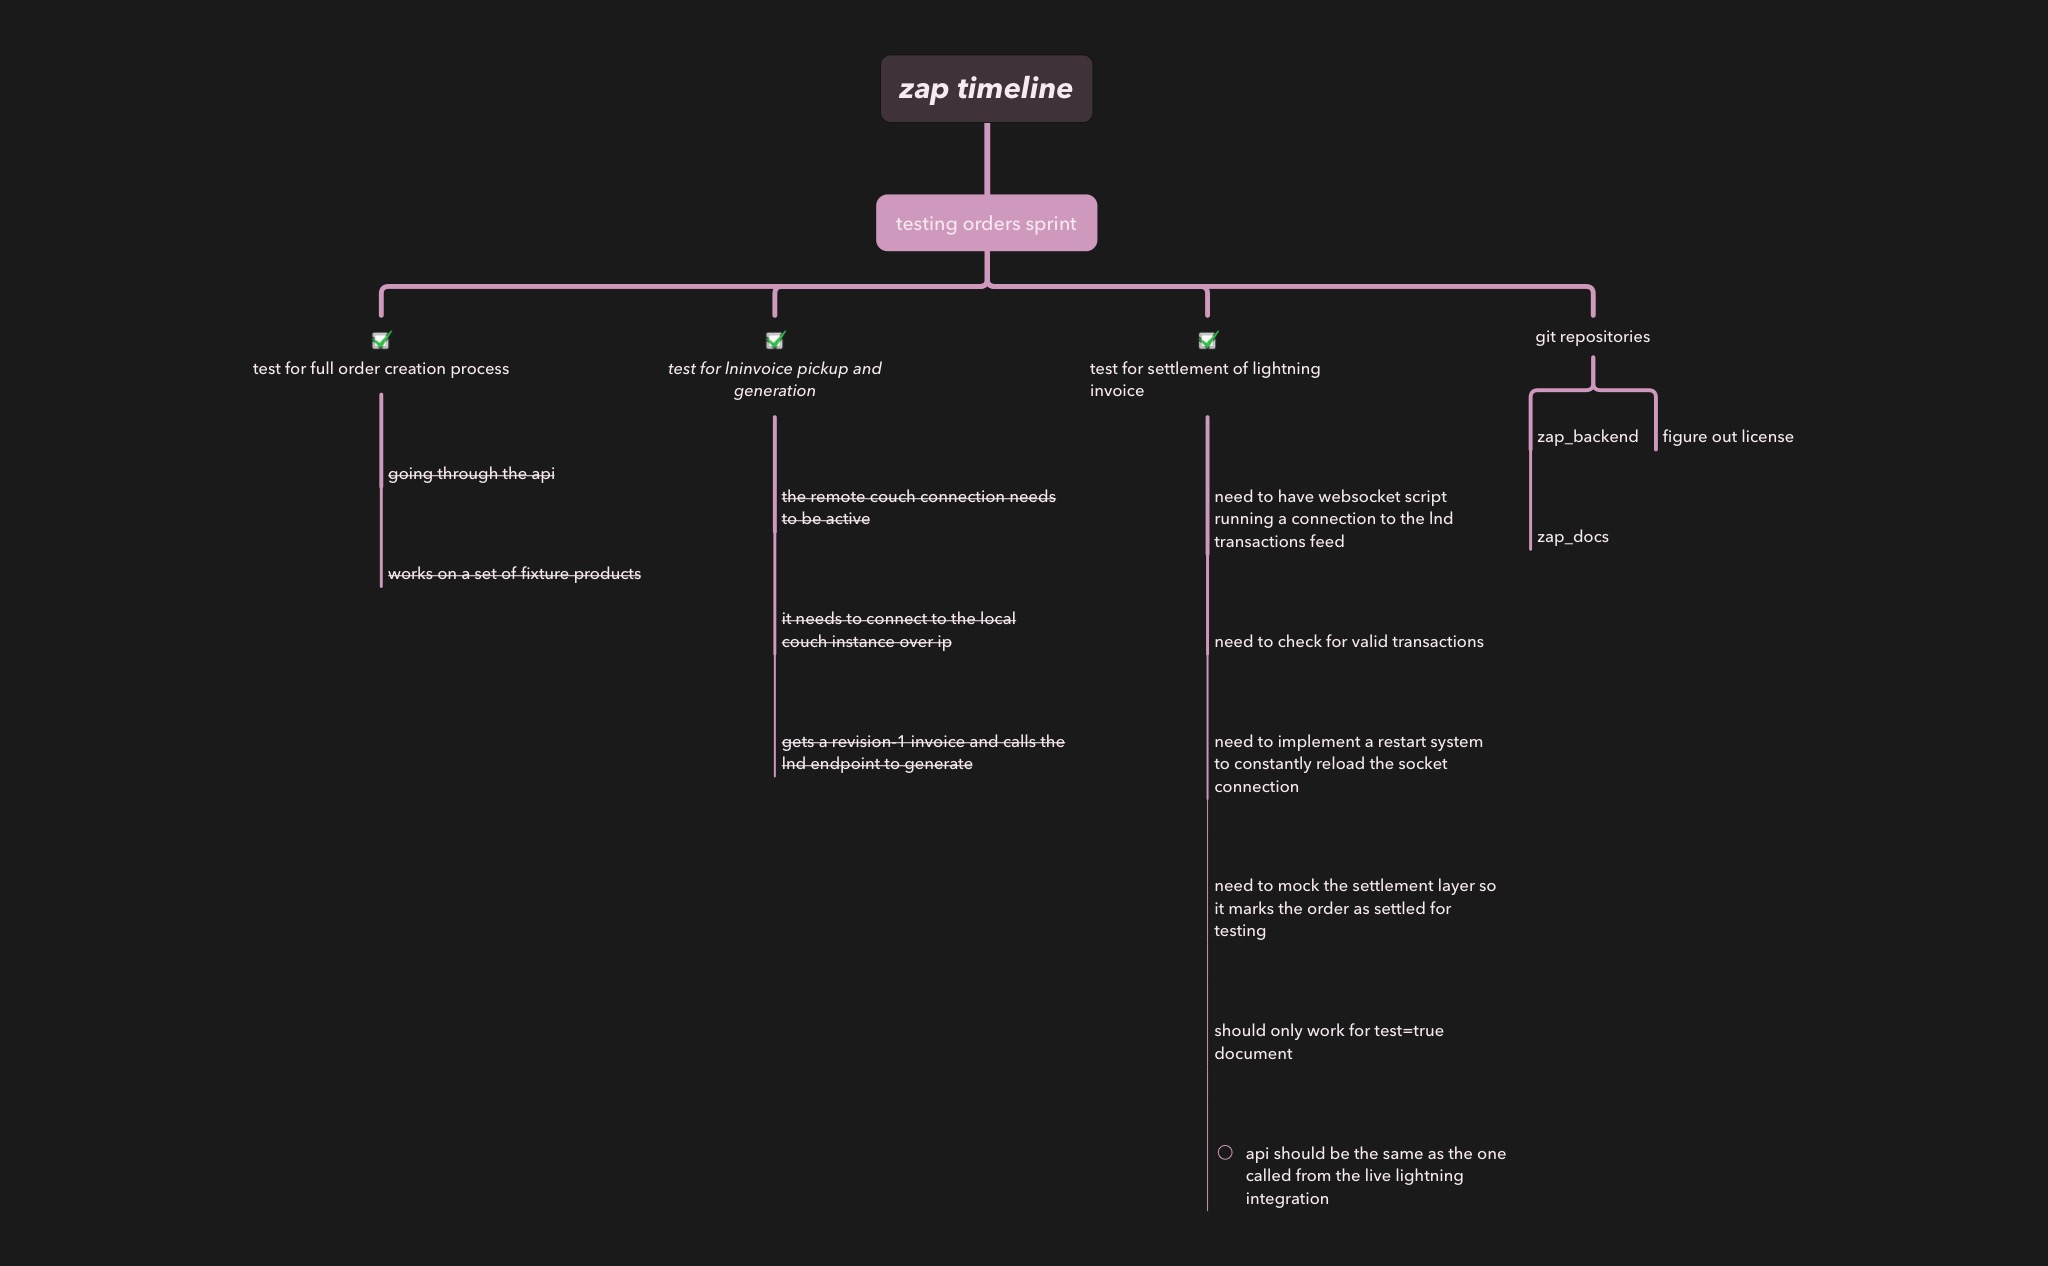 zap timeline
testing orders sprint
test for full order creation process
going through the api
works on a set of fixture products
test for lninvoice pickup and
generation
the remote couch connection needs
to be active
it needs to connect to the local
couch instance over ip
gets a revision-1 invoice and calls the
lnd endpoint to generate
test for settlement of lightning
invoice
need to have websocket script
running a connection to the lnd
transactions feed
need to check for valid transactions
need to implement a restart system
to constantly reload the socket
connection
need to mock the settlement layer so
it marks the order as settled for
testing
should only work for test=true
document
api should be the same as the one
called from the live lightning
integration
git repositories
zap_backend
zap_docs
figure out license